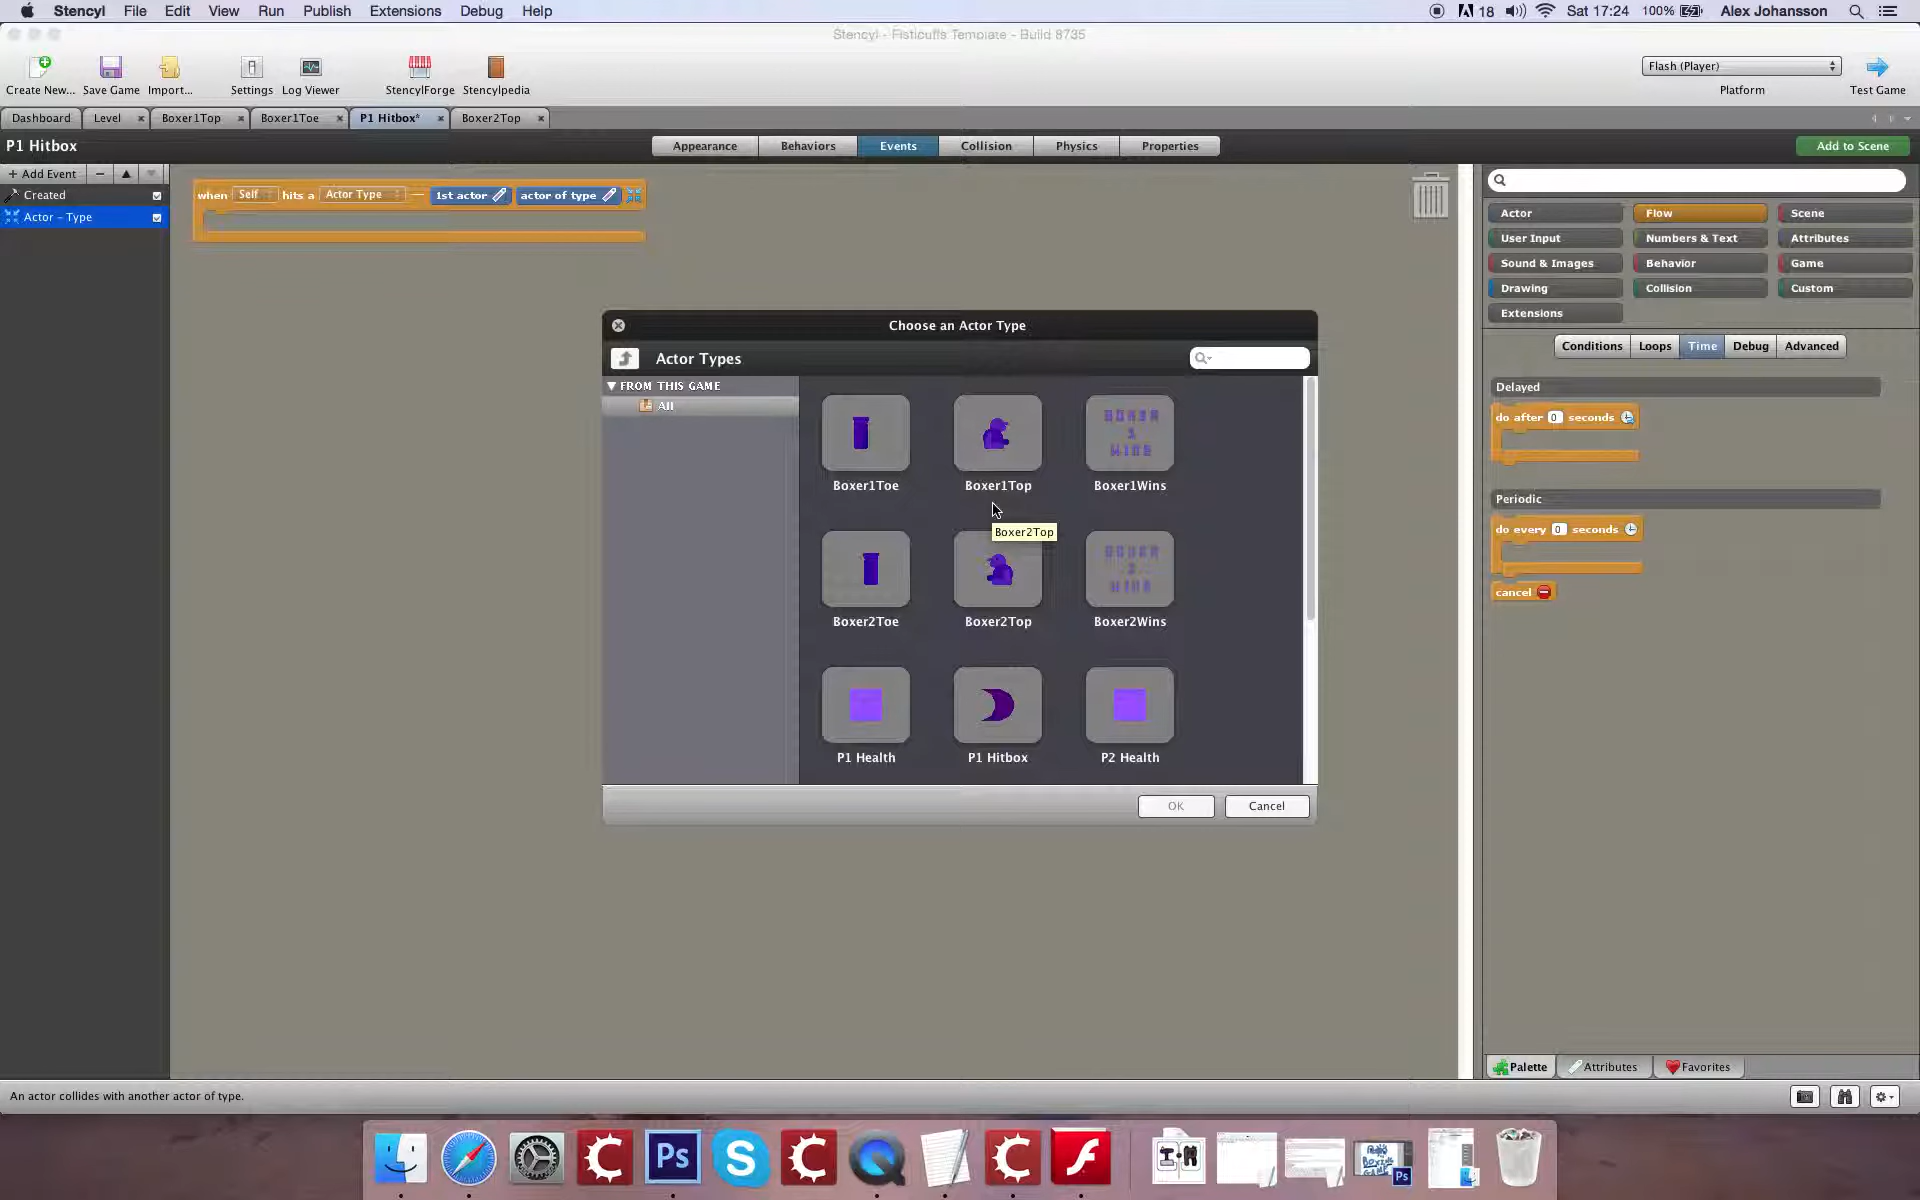 Stencyl File Edit View Run Publish Extensions Debug Help
18 Sat 17:24 100% Alex Johansson
Stencyl - Fisticuffs Template - Build 8735
Create New... Save Game Import... Settings Log Viewer StencylForge Stencylpedia
Flash (Player)
Platform Test Game
Dashboard Level Boxer1Top Boxer1Toe P1 Hitbox* Boxer2Top
P1 Hitbox
Appearance Behaviors Events Collision Physics Properties
Add to Scene
+ Add Event
Created
Actor - Type
when Self hits a Actor Type 1st actor actor of type
Choose an Actor Type
Actor Types
FROM THIS GAME
All
BOXER
1
WINS
Boxer1Toe Boxer1Top Boxer1Wins
Boxer2Top
BOXER
2
WINS
Boxer2Toe Boxer2Top Boxer2Wins
P1 Health P1 Hitbox P2 Health
OK Cancel
Actor Flow Scene
User Input Numbers & Text Attributes
Sound & Images Behavior Game
Drawing Collision Custom
Extensions
Conditions Loops Time Debug Advanced
Delayed
do after 0 seconds
Periodic
do every 0 seconds
cancel
Palette Attributes Favorites
An actor collides with another actor of type.
Ps